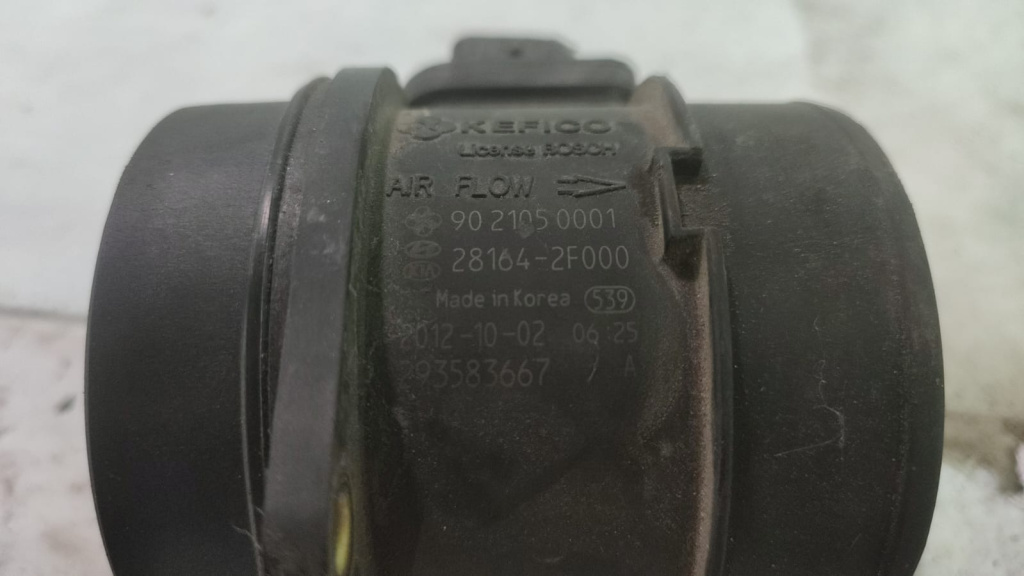 KEFICO
License BOSCH
AIR FLOW
90 2105 0001
28164-2F000
Made in Korea 539
2012-10-02 06:25
293583667 / A